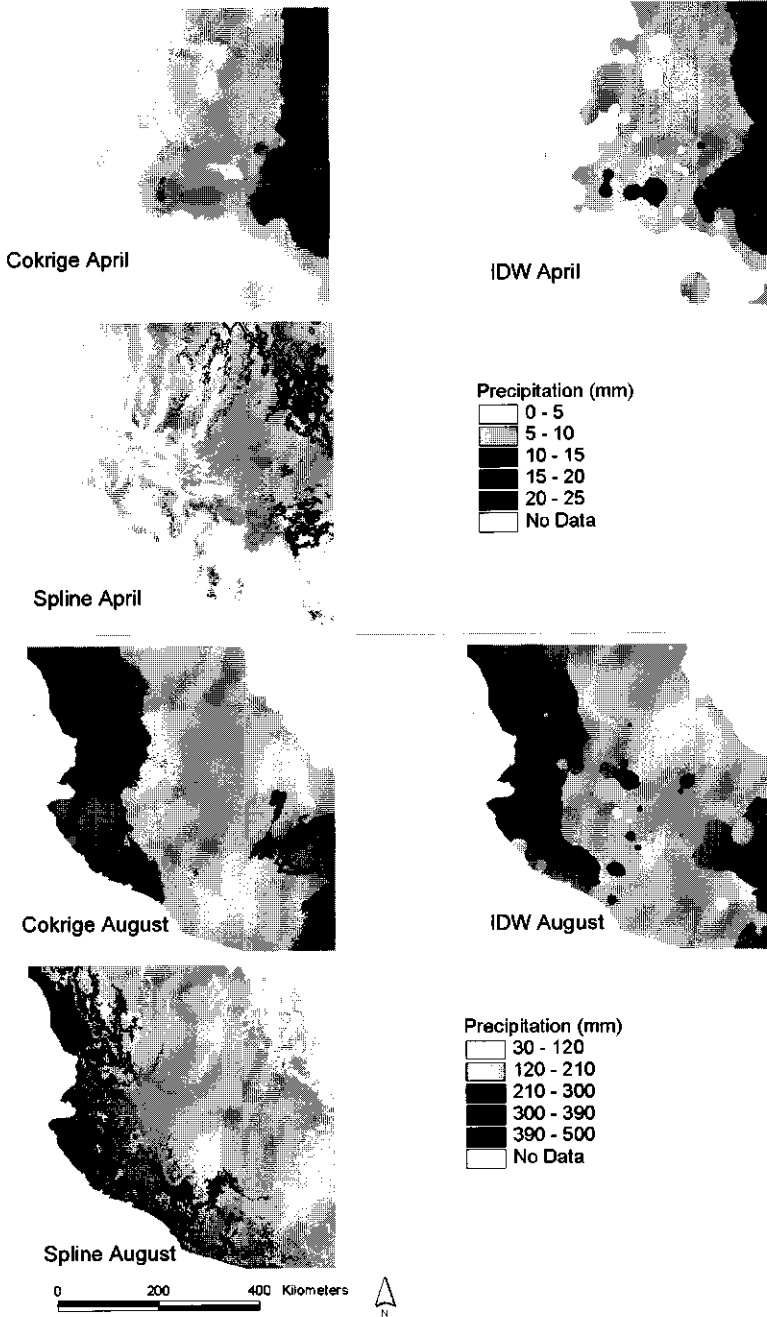 Cokrige April
IDW April
Precipitation (mm)
0 - 5
5 - 10
10 - 15
15 - 20
20 - 25
No Data
Spline April
Cokrige August
IDW August
Precipitation (mm)
30 - 120
120 - 210
210 - 300
300 - 390
390 - 500
No Data
Spline August
0 200 400 Kilometers
N